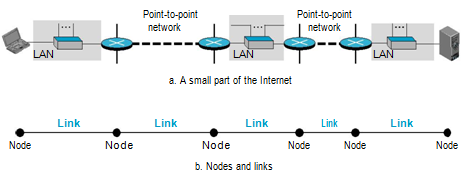 Point-to-point
network
Point-to-point
network
LAN
LAN
LAN
a. A small part of the Internet
Link Link Link Link Link
Node Node Node Node Node Node
b. Nodes and links